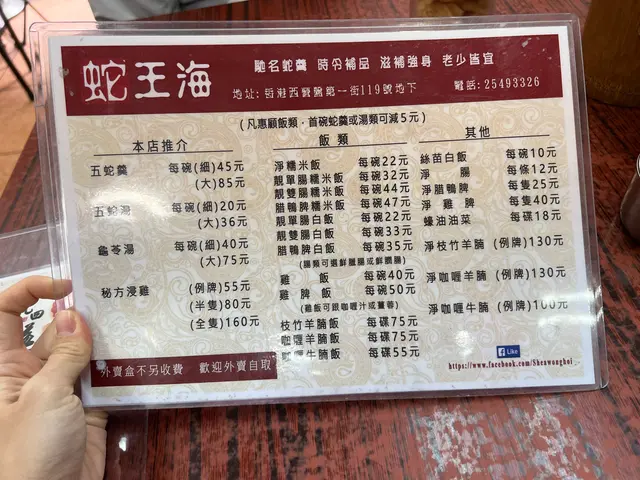 蛇王海
馳名蛇羹 時令補品 滋補強身 老少皆宜
地址: 香港西營盤第一街119號地下 電話: 25493326
(凡惠顧飯類，首碗蛇羹或湯類可減5元)
本店推介
五蛇羹 每碗(細)45元
(大)85元
五蛇湯 每碗(細)20元
(大)36元
龜苓湯 每碗(細)40元
(大)75元
秘方浸雞 (例牌)55元
(半隻)80元
(全隻)160元
飯類
淨糯米飯 每碗22元
靚單腸糯米飯 每碗32元
靚雙腸糯米飯 每碗44元
腊鴨脾糯米飯 每碗47元
靚單腸白飯 每碗22元
靚雙腸白飯 每碗33元
腊鴨脾白飯 每碗35元
(腸類可選鮮臘腸或鮮潤腸)
雞飯 每碗40元
雞脾飯 每碗50元
(雞飯可跟咖喱汁或薑蓉)
枝竹羊腩飯 每碟75元
咖喱羊腩飯 每碟75元
咖喱牛腩飯 每碟55元
其他
絲苗白飯 每碗10元
淨腸 每條12元
淨腊鴨脾 每隻25元
淨雞脾 每隻40元
蠔油油菜 每碟18元
淨枝竹羊腩 (例牌)130元
淨咖喱羊腩 (例牌)130元
淨咖喱牛腩 (例牌)100元
外賣盒不另收費 歡迎外賣自取
Like
https://www.facebook.com/Sheawonghoi